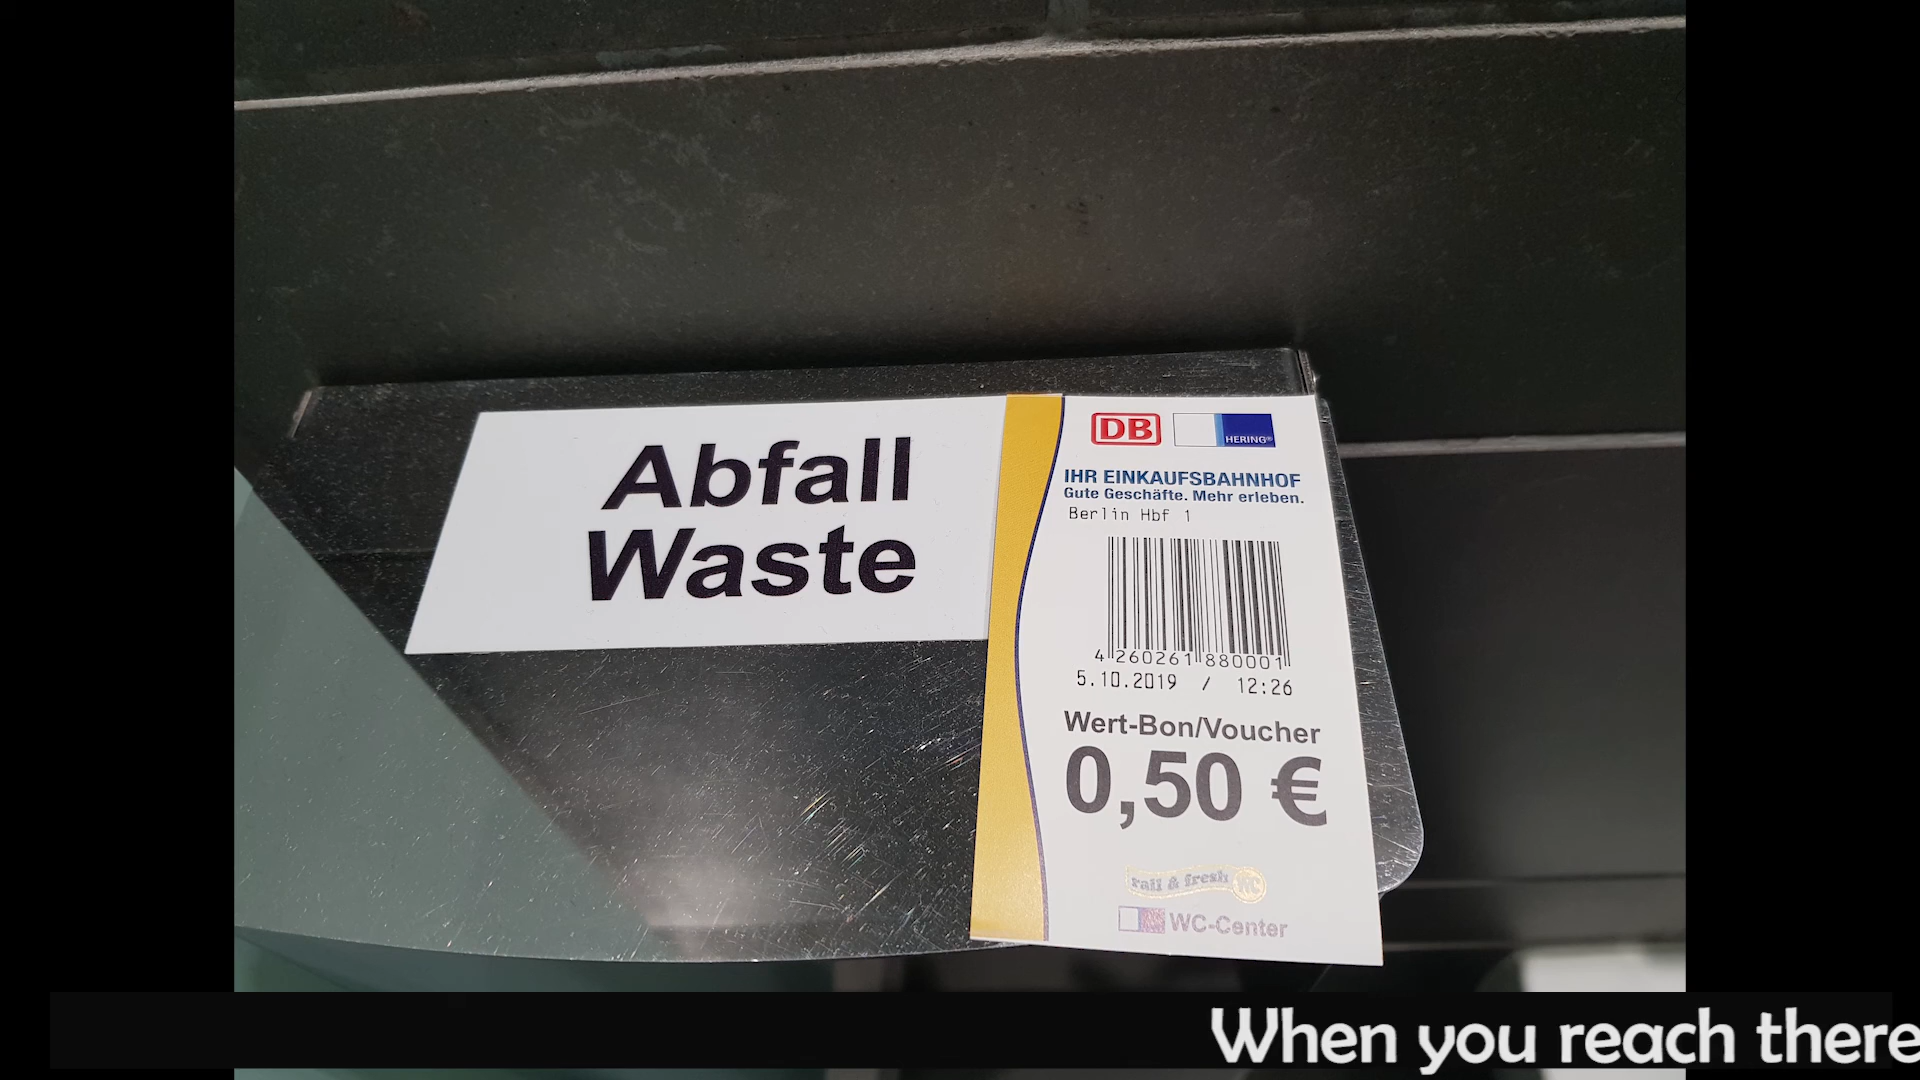 Abfall
Waste
DB
HERING®
IHR EINKAUFSBAHNHOF
Gute Geschäfte. Mehr erleben.
Berlin Hbf 1
4 260261 880001
5.10.2019 / 12:26
Wert-Bon/Voucher
0,50 €
rail & fresh WC
WC-Center
When you reach there